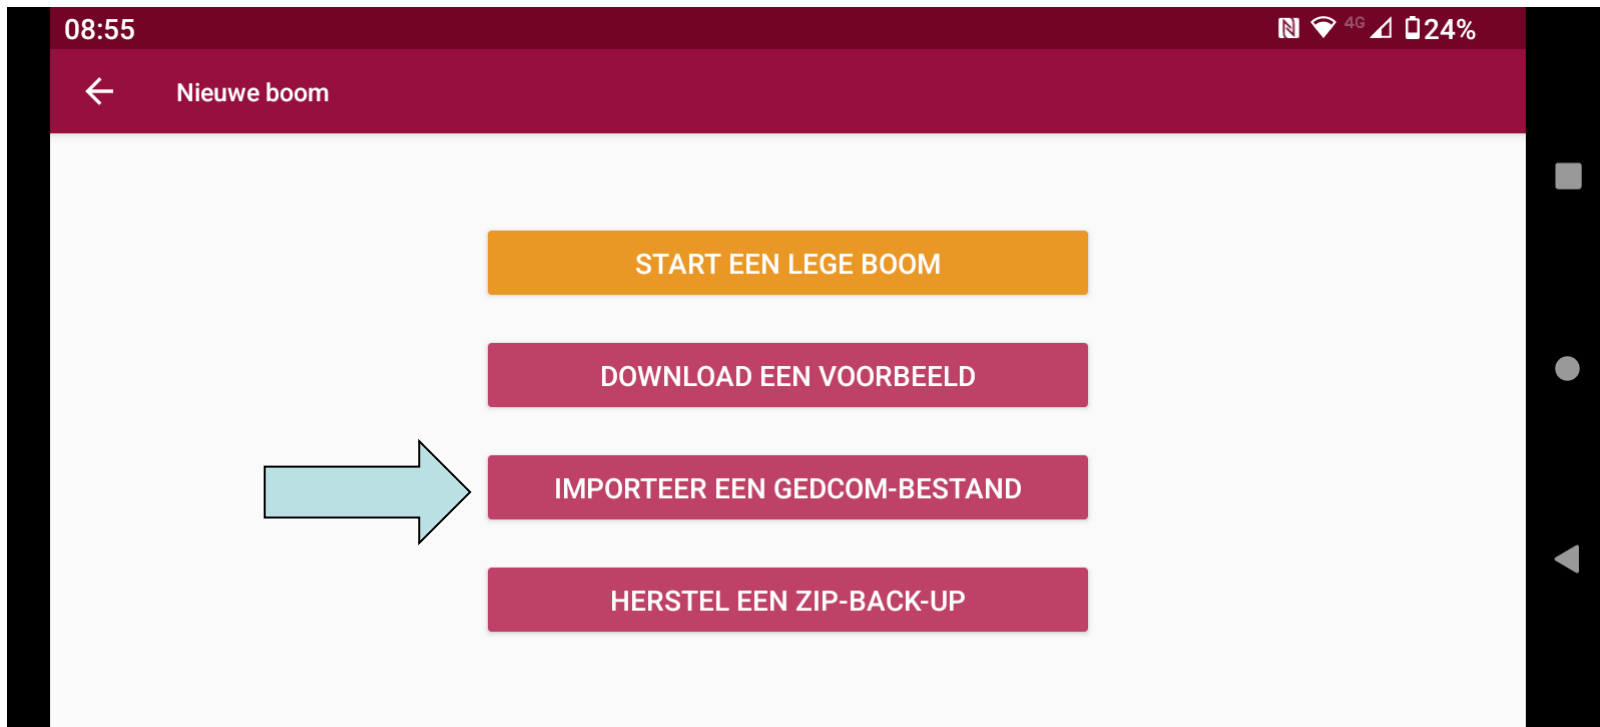 08:55
4G 24%
Nieuwe boom
START EEN LEGE BOOM
DOWNLOAD EEN VOORBEELD
IMPORTEER EEN GEDCOM-BESTAND
HERSTEL EEN ZIP-BACK-UP